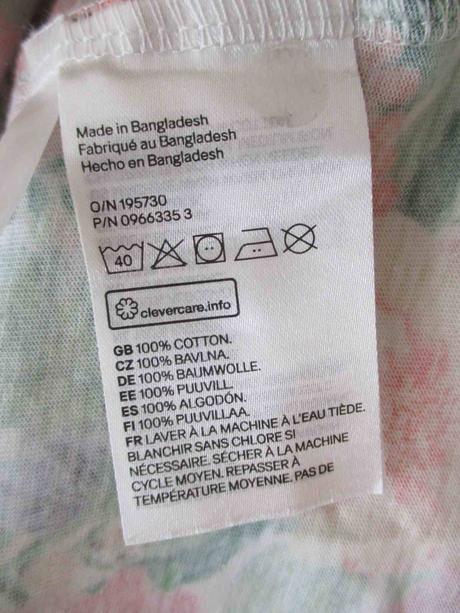 Made in Bangladesh
Fabriqué au Bangladesh
Hecho en Bangladesh
O/N 195730
P/N 0966335 3
40
clevercare.info
GB 100% COTTON.
CZ 100% BAVLNA.
DE 100% BAUMWOLLE.
EE 100% PUUVILL.
ES 100% ALGODÓN.
FI 100% PUUVILLAA.
FR LAVER À LA MACHINE À L'EAU TIÈDE.
BLANCHIR SANS CHLORE SI
NÉCESSAIRE. SÉCHER À LA MACHINE
CYCLE MOYEN. REPASSER À
TEMPÉRATURE MOYENNE. PAS DE